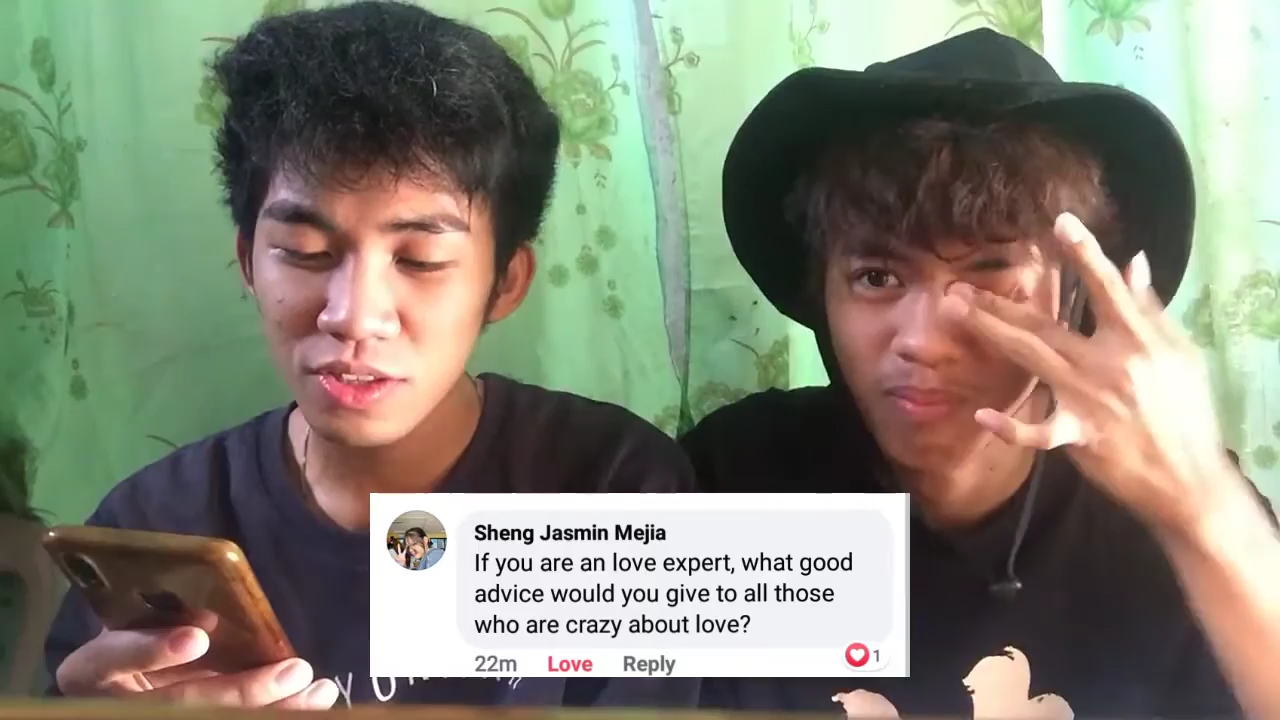 Sheng Jasmin Mejia
If you are an love expert, what good
advice would you give to all those
who are crazy about love?
22m Love Reply 1